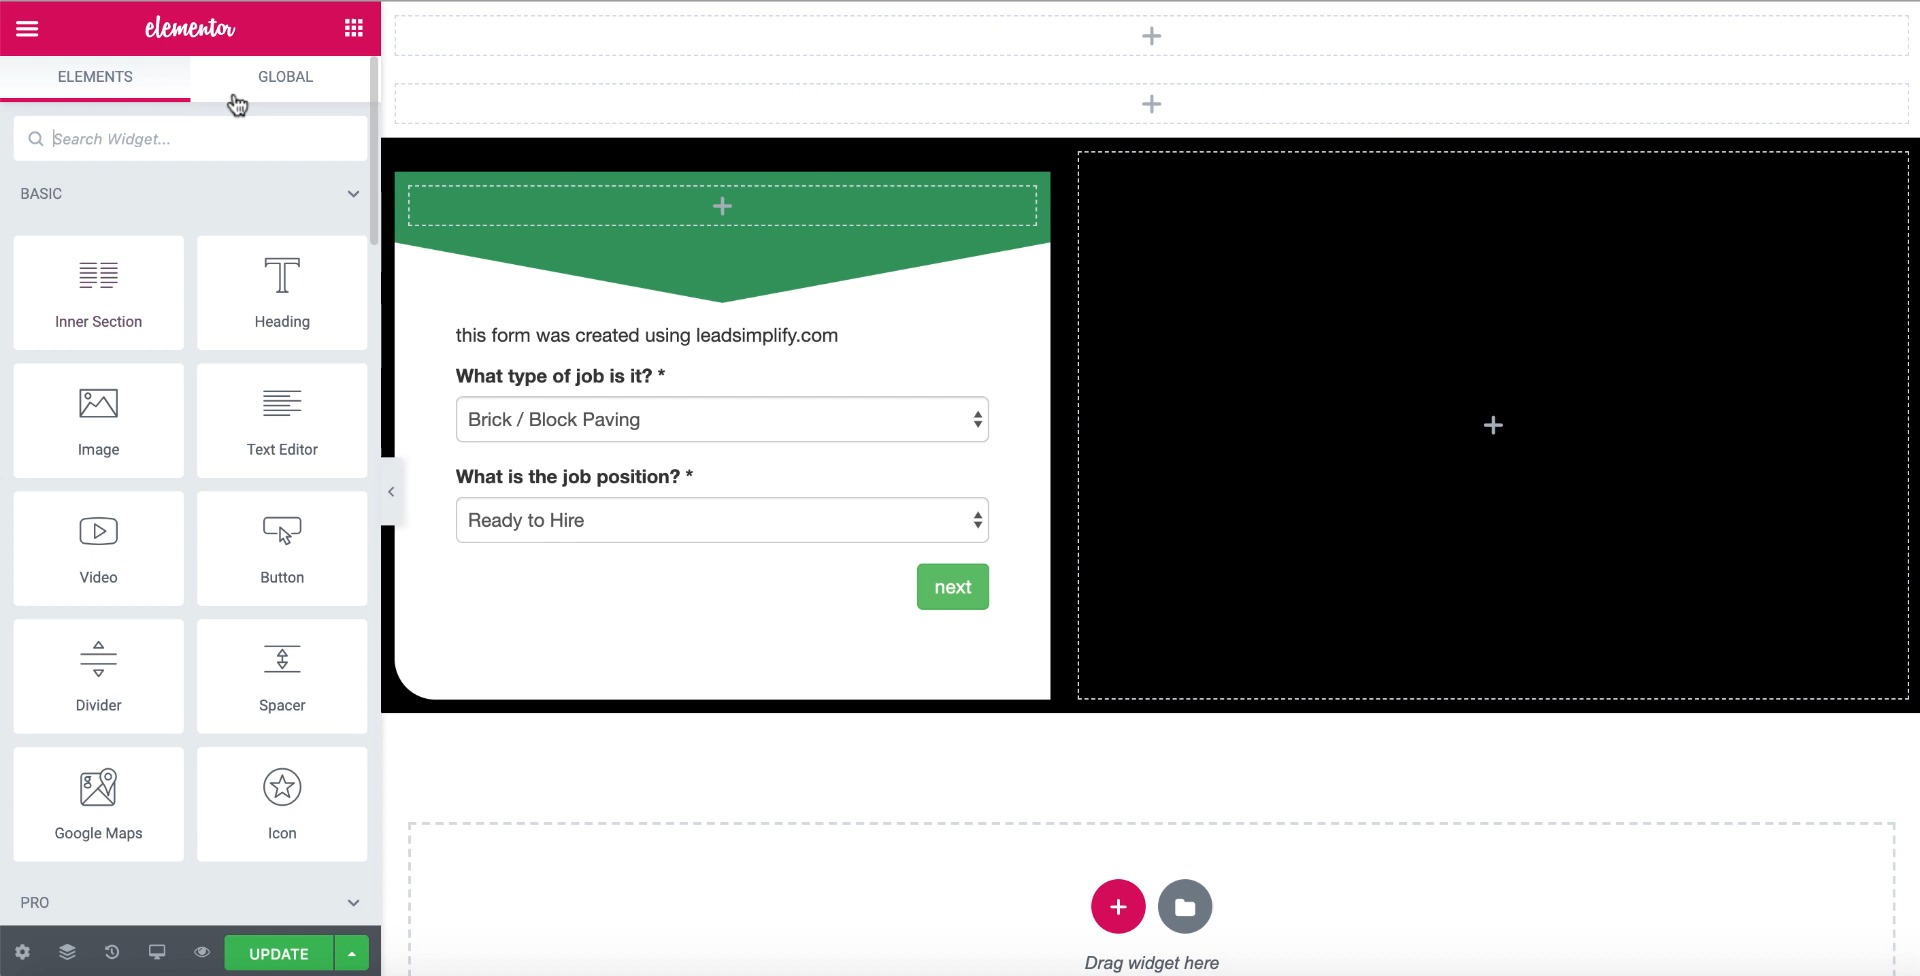 elementor
ELEMENTS
GLOBAL
Search Widget...
BASIC
Inner Section
Heading
Image
Text Editor
Video
Button
Divider
Spacer
Google Maps
Icon
PRO
UPDATE
this form was created using leadsimplify.com
What type of job is it? *
Brick / Block Paving
What is the job position? *
Ready to Hire
next
Drag widget here